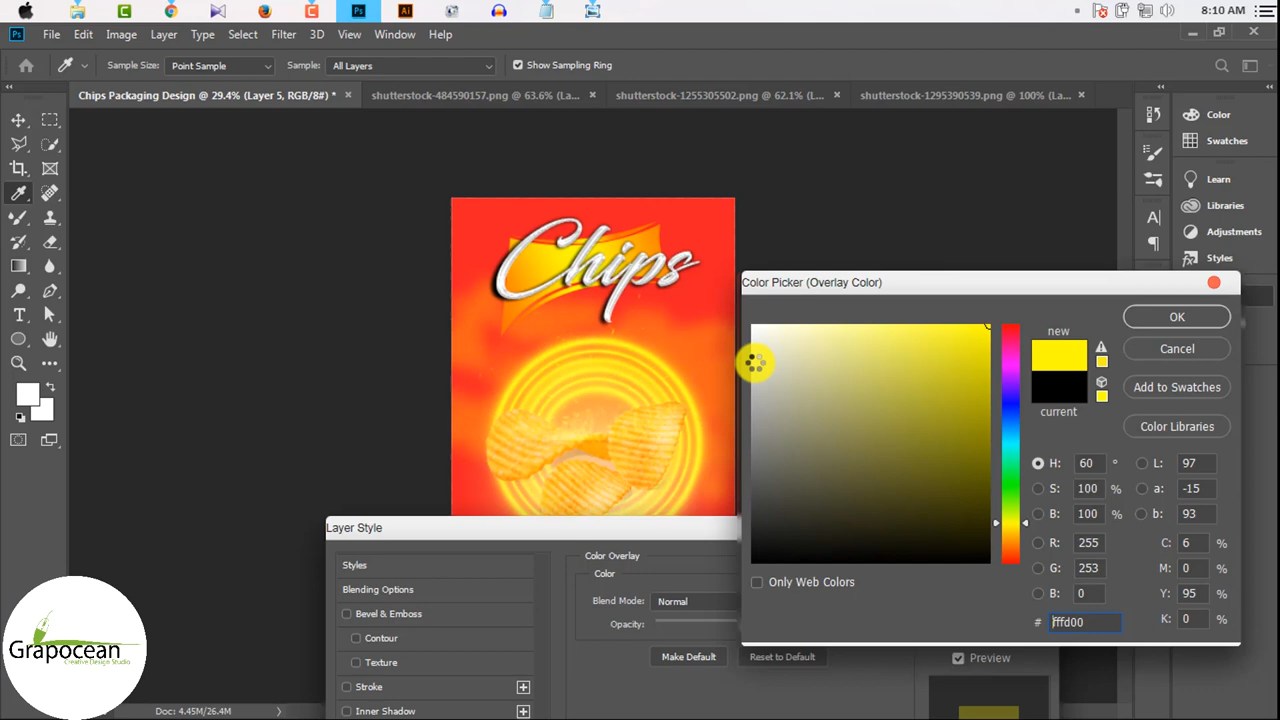 8:10 AM
Ps
Ai
Ps
File Edit Image Layer Type Select Filter 3D View Window Help
Sample Size: Point Sample Sample: All Layers Show Sampling Ring
Chips Packaging Design @ 29.4% (Layer 5, RGB/8#) * shutterstock-484590157.png @ 63.6% (La... shutterstock-1255305502.png @ 62.1% (L... shutterstock-1295390539.png @ 100% (L...
Color
Swatches
Learn
Libraries
Adjustments
Styles
Chips
Color Picker (Overlay Color)
new
current
OK
Cancel
Add to Swatches
Color Libraries
H: 60 ° L: 97
S: 100 % a: -15
B: 100 % b: 93
R: 255 C: 6 %
G: 253 M: 0 %
B: 0 Y: 95 %
# fffd00 K: 0 %
Only Web Colors
Layer Style
Styles
Blending Options
Bevel & Emboss
Contour
Texture
Stroke
Inner Shadow
Color Overlay
Color
Blend Mode: Normal
Opacity:
Make Default Reset to Default
Preview
Grapocean
Creative Design Studio
Doc: 4.45M/26.4M